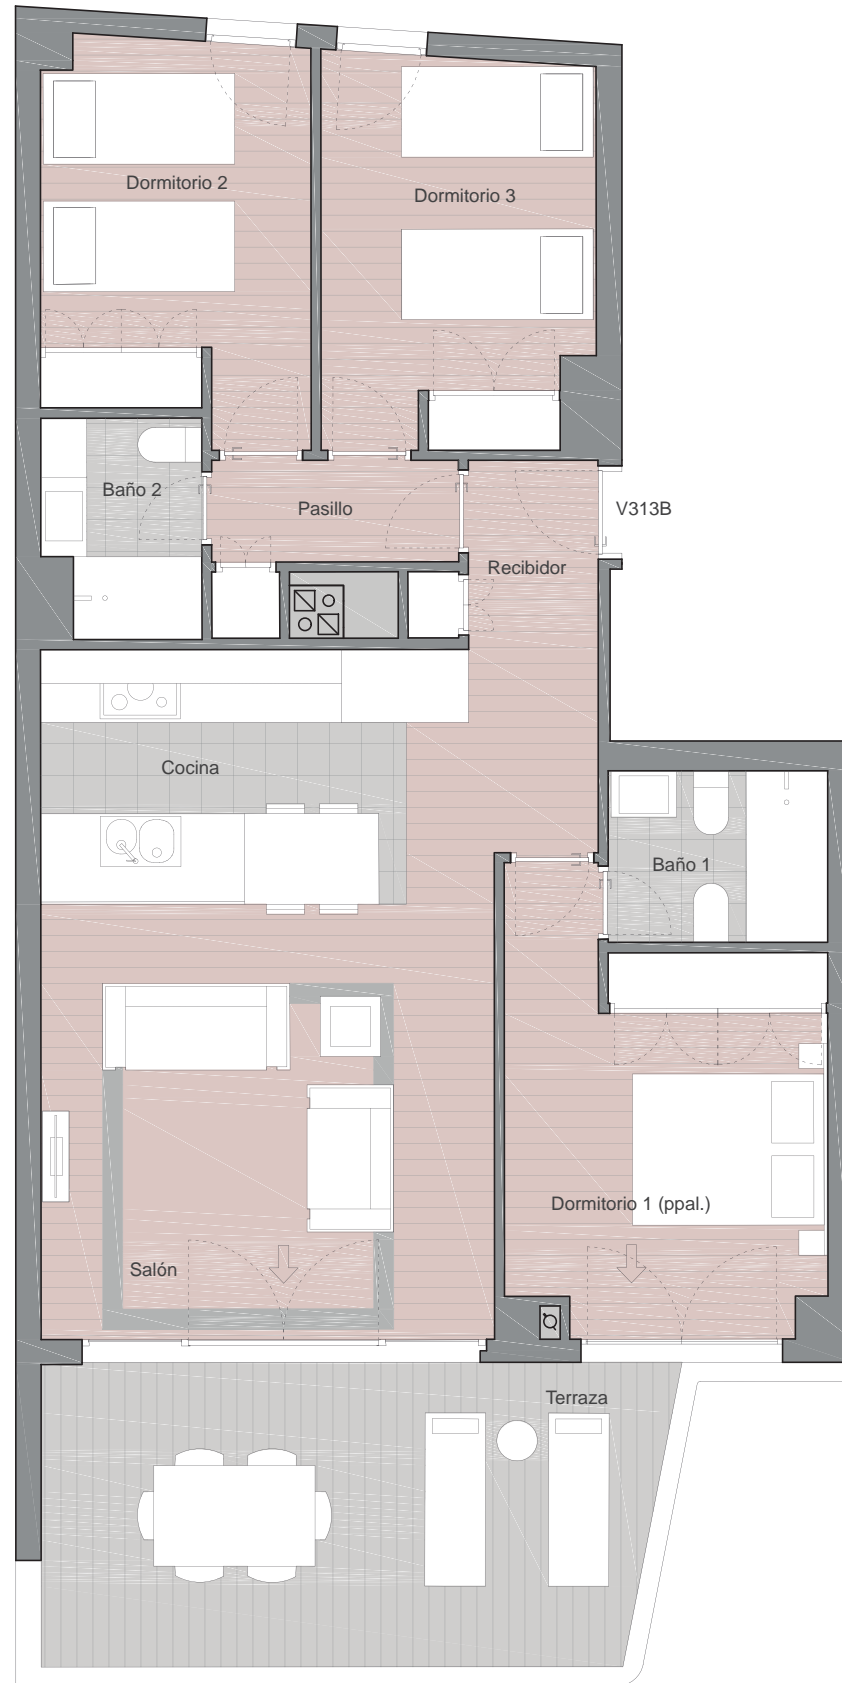 Dormitorio 2
Dormitorio 3
Baño 2
Pasillo
V313B
Recibidor
Cocina
Baño 1
Dormitorio 1 (ppal.)
Salón
Terraza